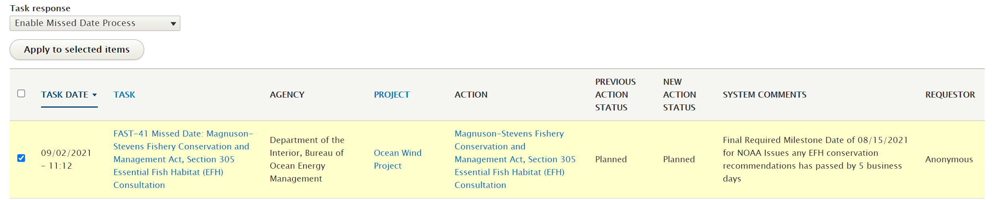 Task response
Enable Missed Date Process
Apply to selected items
TASK DATE
TASK
AGENCY
PROJECT
ACTION
PREVIOUS
ACTION
STATUS
NEW
ACTION
STATUS
SYSTEM COMMENTS
REQUESTOR
09/02/2021
- 11:12
FAST-41 Missed Date: Magnuson-
Stevens Fishery Conservation and
Management Act, Section 305
Essential Fish Habitat (EFH)
Consultation
Department of the
Interior, Bureau of
Ocean Energy
Management
Ocean Wind
Project
Magnuson-Stevens Fishery
Conservation and
Management Act, Section 305
Essential Fish Habitat (EFH)
Consultation
Planned
Planned
Final Required Milestone Date of 08/15/2021
for NOAA Issues any EFH conservation
recommendations has passed by 5 business
days
Anonymous